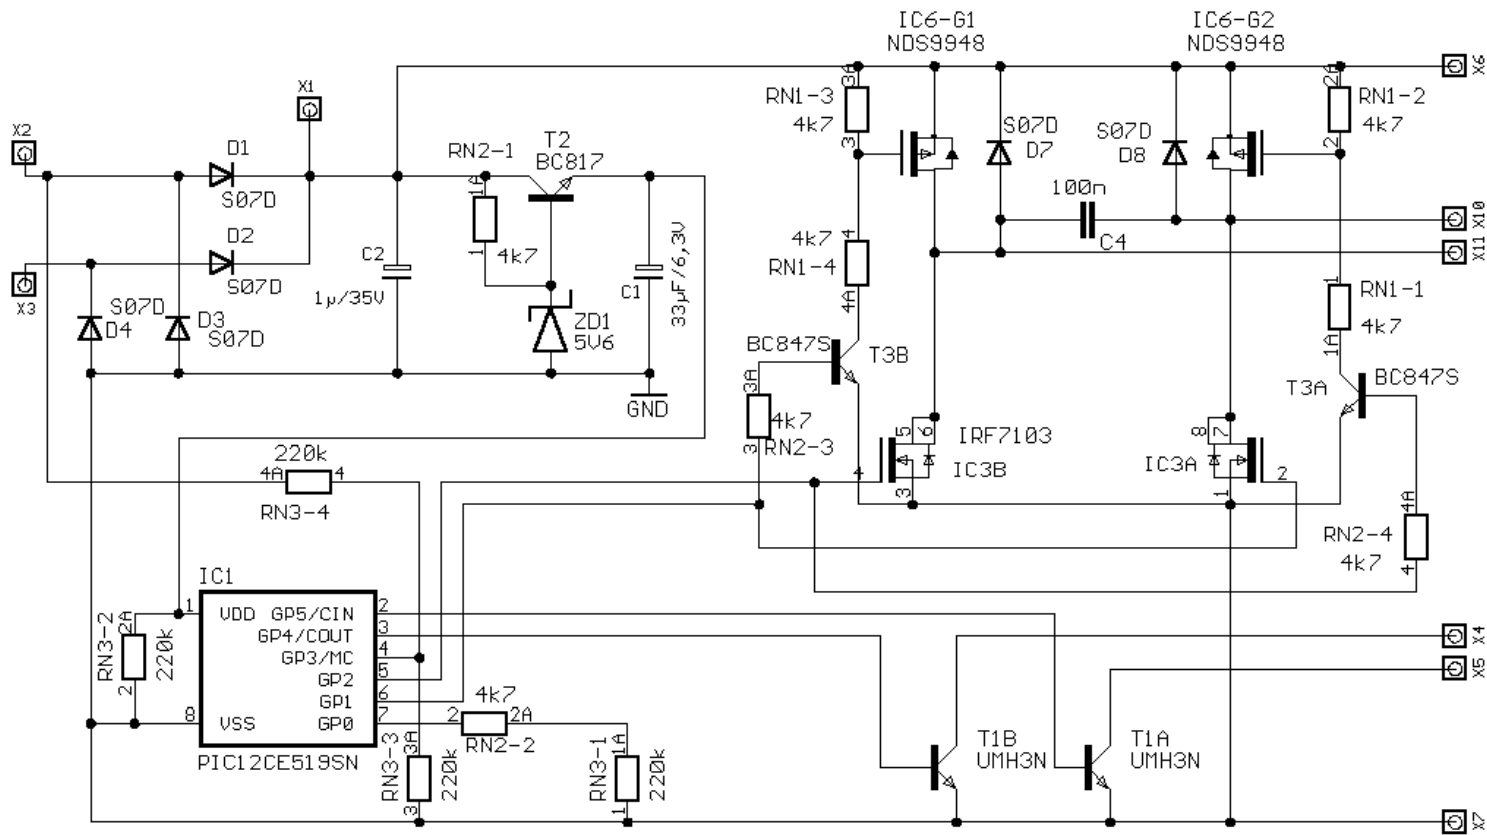 IC6-G1
NDS9948
IC6-G2
NDS9948
X6
X1
X2
D1
S07D
RN2-1
T2
BC817
1A
1
4k7
RN1-3
4k7
3A
3
S07D
D7
S07D
D8
2A
2
RN1-2
4k7
D2
S07D
X3
S07D
D4
D3
S07D
C2
1µ/35V
C1
33µF/6,3V
ZD1
5V6
GND
100n
C4
X10
X11
4
4k7
RN1-4
4A
1
RN1-1
4k7
1A
BC847S
T3B
T3A
BC847S
3A
4k7
RN2-3
3
5
6
IRF7103
IC3B
4
3
8
7
IC3A
1
2
220k
4A
4
RN3-4
4A
RN2-4
4k7
4
IC1
1
VDD
GP5/CIN
2
GP4/COUT
3
GP3/MC
4
GP2
5
GP1
6
8
VSS
GP0
7
PIC12CE519SN
RN3-2
2A
220k
2
4k7
2
2A
RN2-2
RN3-3
3A
220k
3
RN3-1
1A
220k
1
X4
X5
T1B
UMH3N
T1A
UMH3N
X7